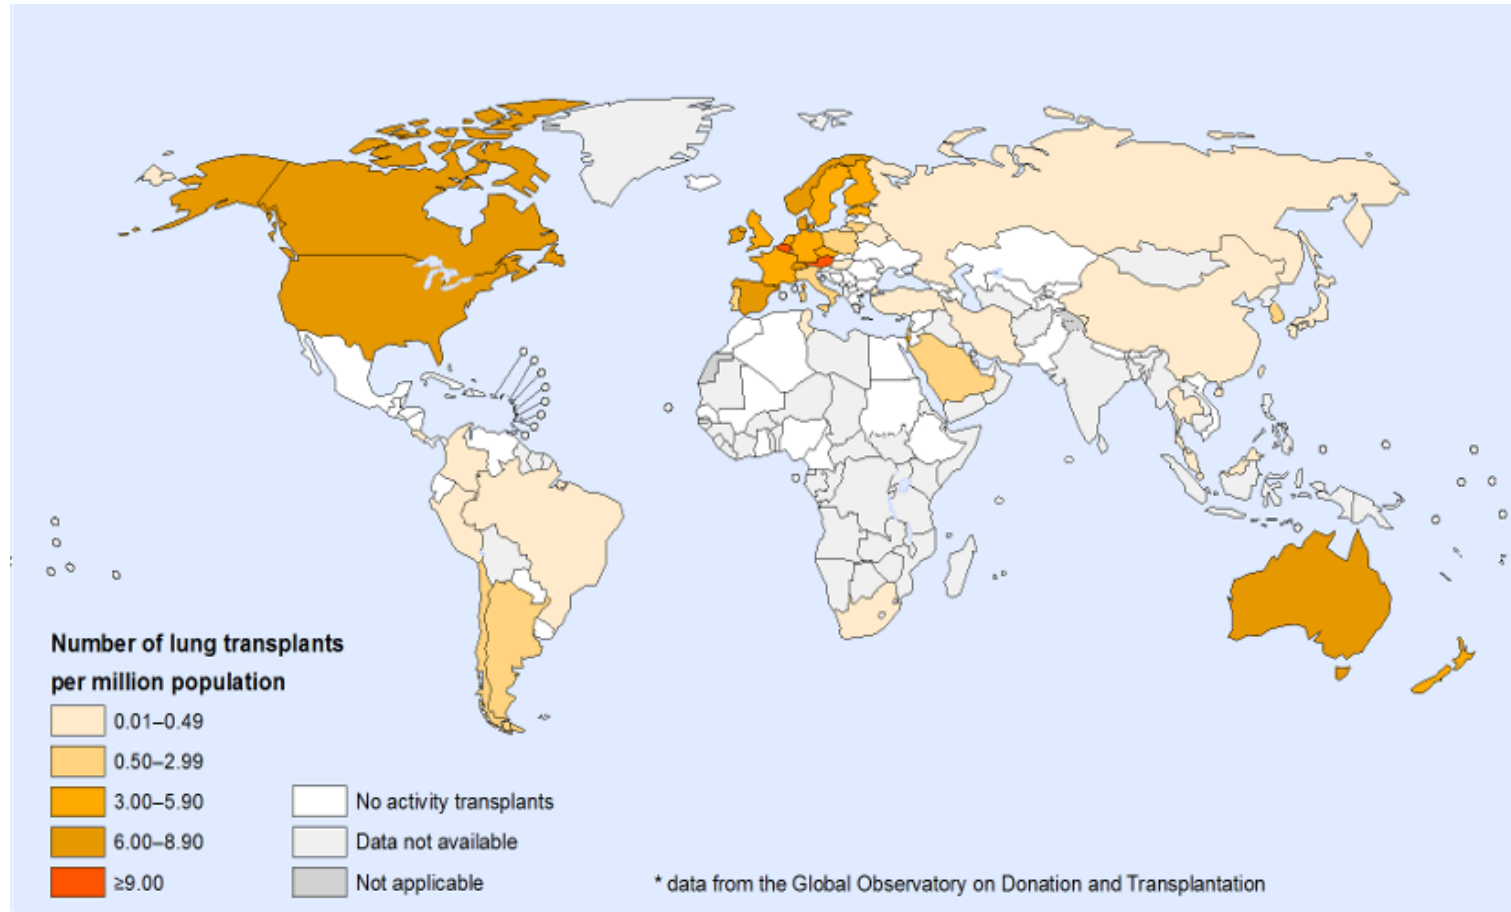 Number of lung transplants
per million population
0.01–0.49
0.50–2.99
3.00–5.90
6.00–8.90
≥9.00
No activity transplants
Data not available
Not applicable
* data from the Global Observatory on Donation and Transplantation